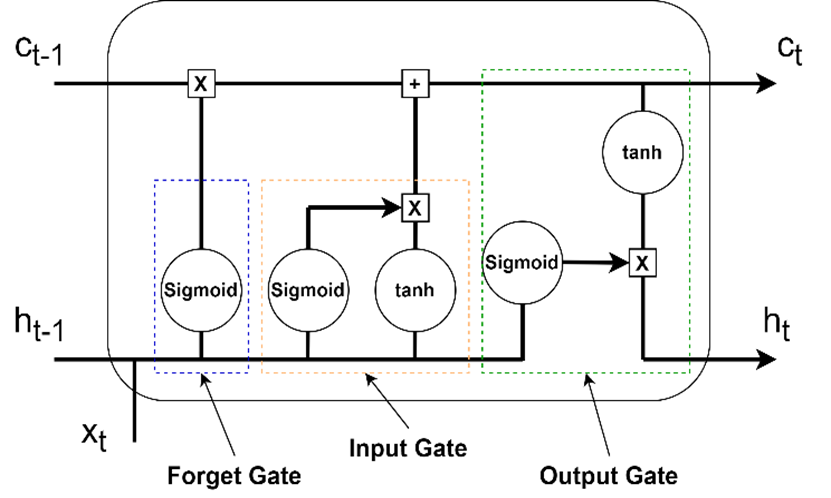 c_{t-1}
c_t
X
+
tanh
X
Sigmoid
Sigmoid
tanh
Sigmoid
X
h_{t-1}
h_t
x_t
Forget Gate
Input Gate
Output Gate